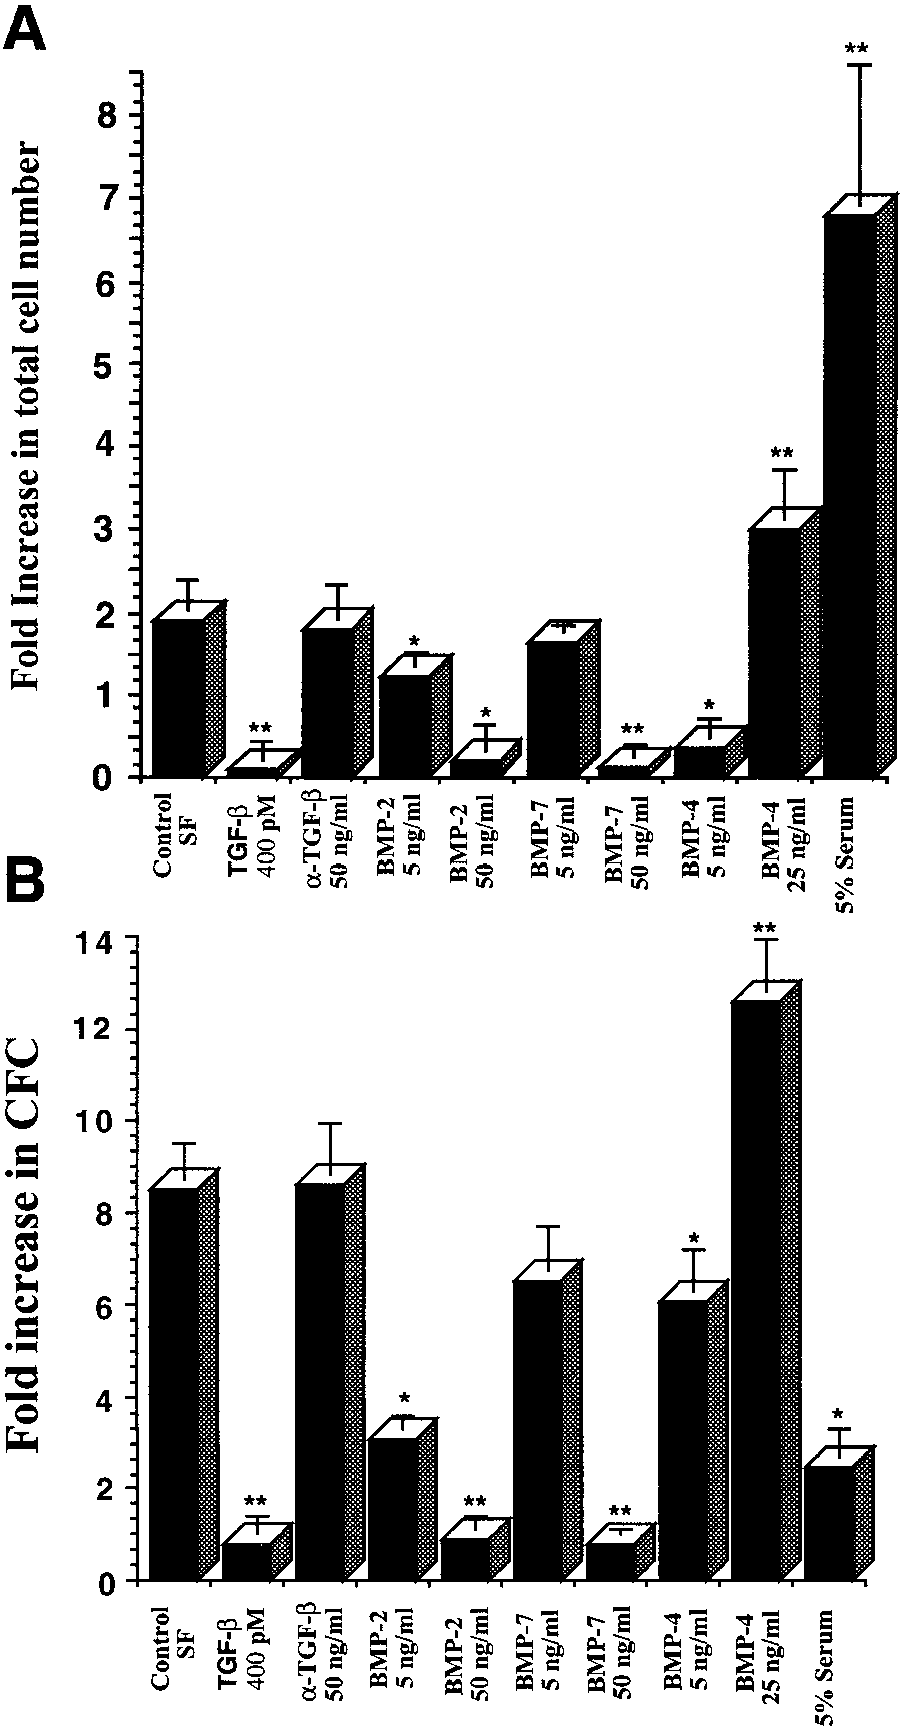 A
Fold Increase in total cell number
8
7
6
5
4
3
2
1
0
**
**
*
*
**
*
**
Control
SF
TGF-β
400 pM
α-TGF-β
50 ng/ml
BMP-2
5 ng/ml
BMP-2
50 ng/ml
BMP-7
5 ng/ml
BMP-7
50 ng/ml
BMP-4
5 ng/ml
BMP-4
25 ng/ml
5% Serum
B
Fold increase in CFC
14
12
10
8
6
4
2
0
**
*
**
**
*
**
*
Control
SF
TGF-β
400 pM
α-TGF-β
50 ng/ml
BMP-2
5 ng/ml
BMP-2
50 ng/ml
BMP-7
5 ng/ml
BMP-7
50 ng/ml
BMP-4
5 ng/ml
BMP-4
25 ng/ml
5% Serum